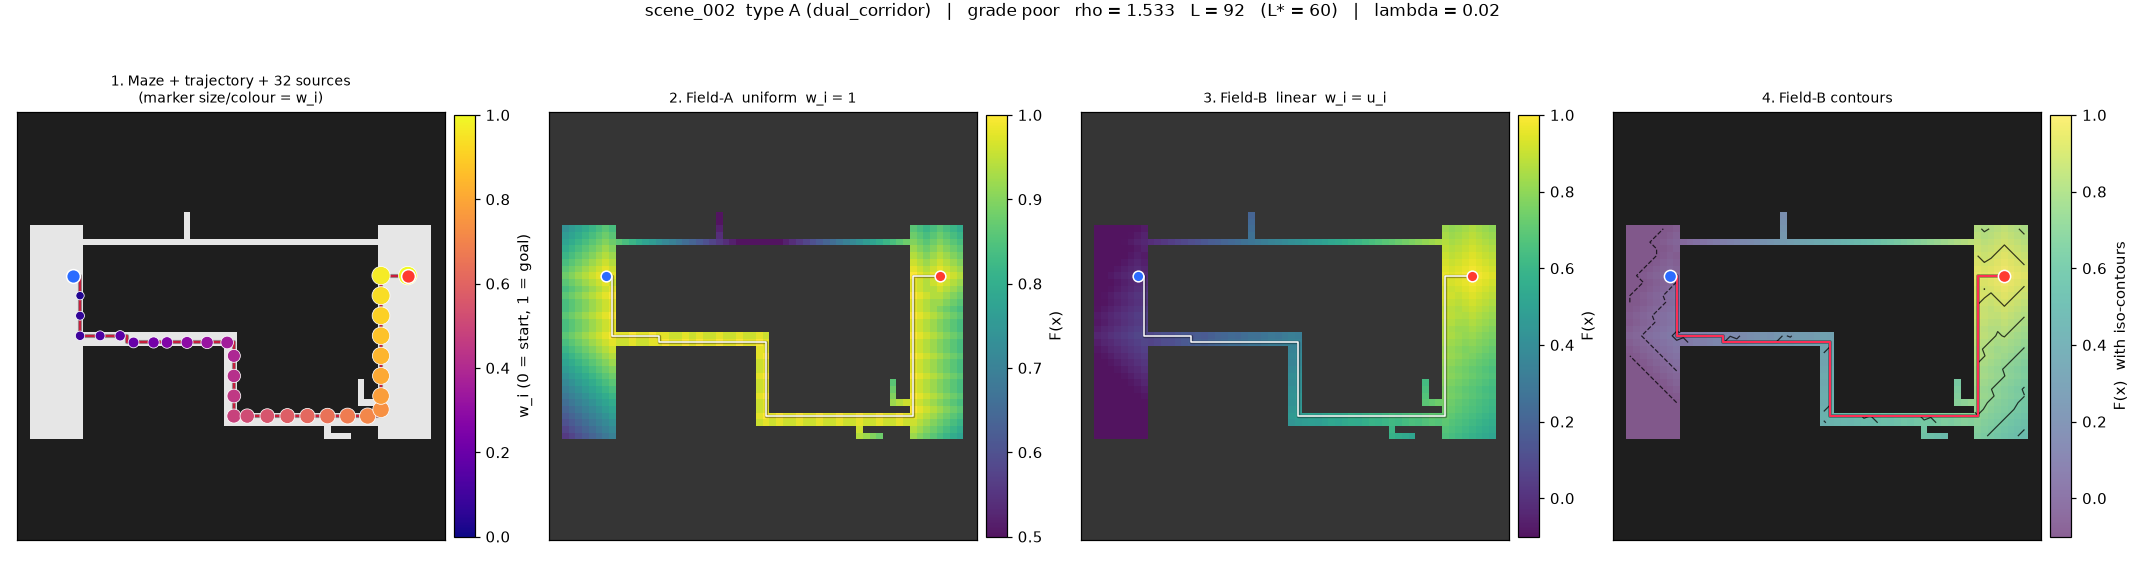 scene_002  type A (dual_corridor)   |   grade poor   rho = 1.533   L = 92   (L* = 60)   |   lambda = 0.02
1. Maze + trajectory + 32 sources
(marker size/colour = w_i)
1.0
0.8
0.6
0.4
0.2
0.0
w_i (0 = start, 1 = goal)
2. Field-A  uniform  w_i = 1
1.0
0.9
0.8
0.7
0.6
0.5
F(x)
3. Field-B  linear  w_i = u_i
1.0
0.8
0.6
0.4
0.2
0.0
F(x)
4. Field-B contours
1.0
0.8
0.6
0.4
0.2
0.0
F(x)  with iso-contours